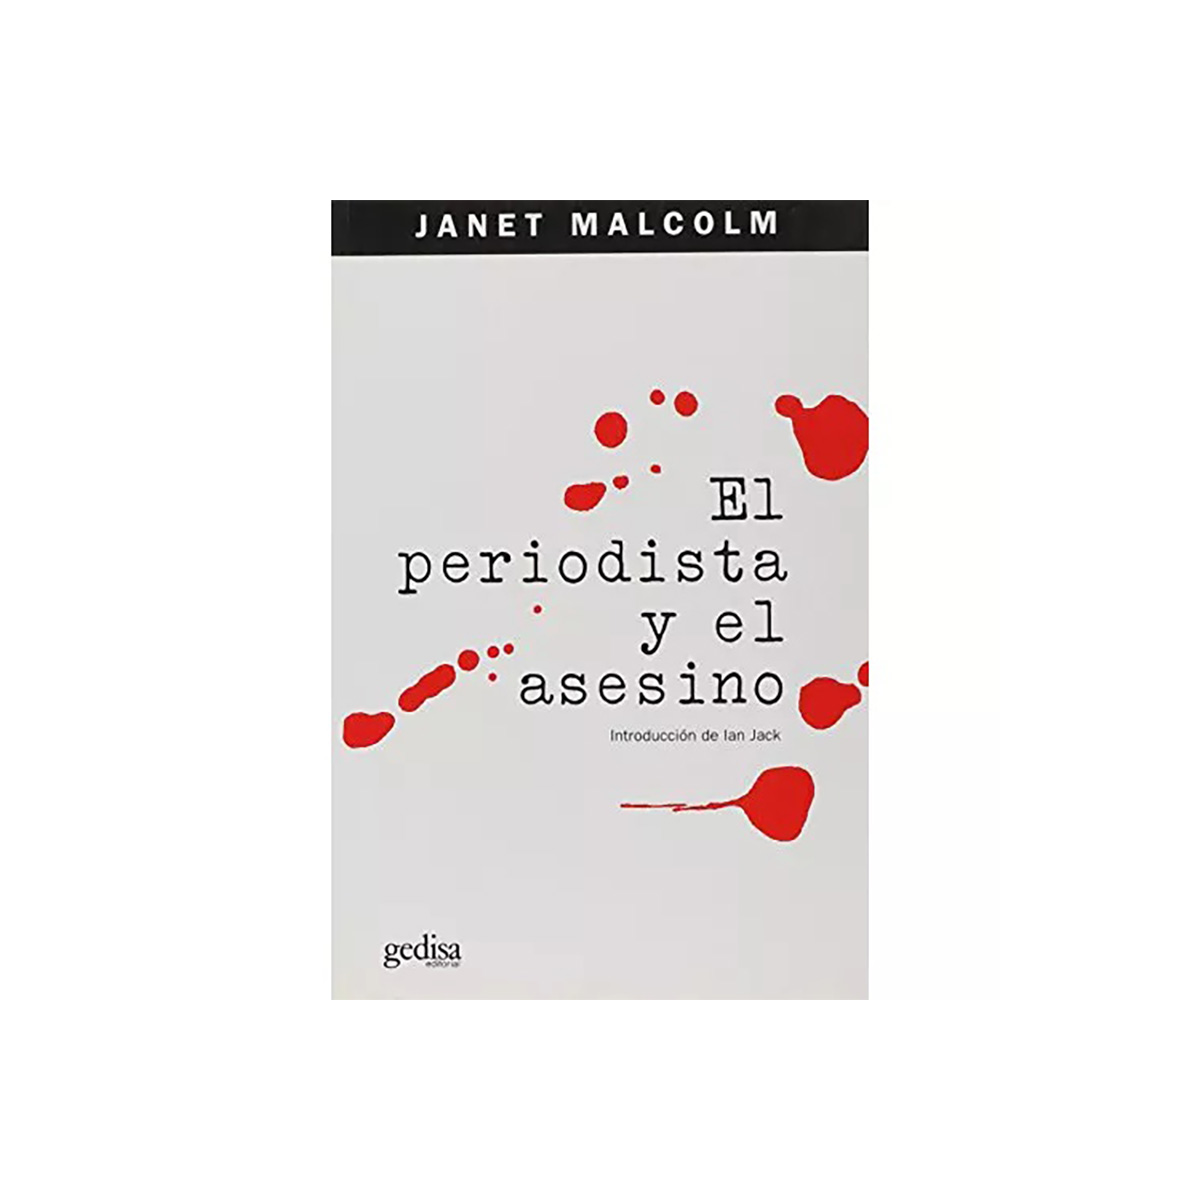 JANET MALCOLM
El
periodista
y el
asesino
Introducción de Ian Jack
gedisa
editorial